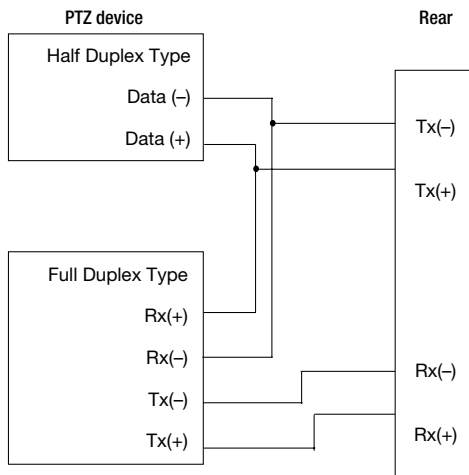 PTZ device
Rear
Half Duplex Type
Data (–)
Data (+)
Tx(–)
Tx(+)
Full Duplex Type
Rx(+)
Rx(–)
Tx(–)
Tx(+)
Rx(–)
Rx(+)